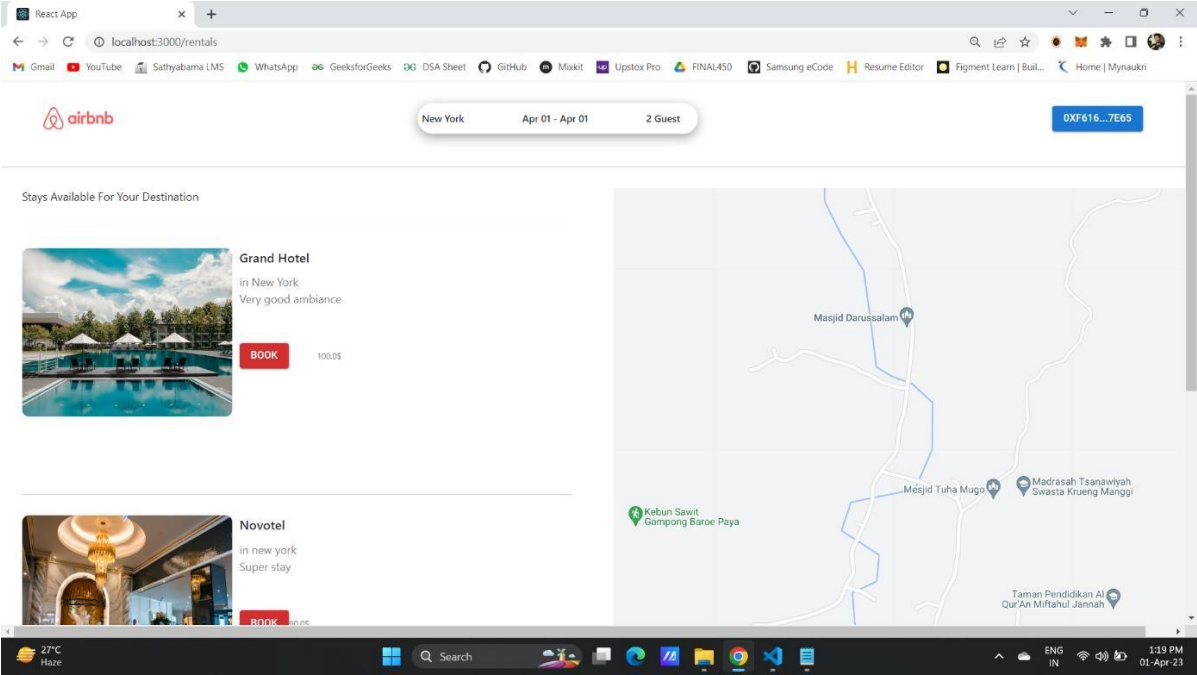 React App
localhost:3000/rentals
Gmail YouTube Sathyabama LMS WhatsApp GeeksforGeeks DSA Sheet GitHub Mixkit Upstox Pro FINAL450 Samsung eCode Resume Editor Figment Learn | Buil... Home | Mynaukri
airbnb
New York Apr 01 - Apr 01 2 Guest
0XF616...7E65
Stays Available For Your Destination
Grand Hotel
in New York
Very good ambiance
BOOK 100.0$
Novotel
in new york
Super stay
BOOK
Masjid Darussalam
Mesjid Tuha Mugo
Madrasah Tsanawiyah
Swasta Krueng Manggi
Kebun Sawit
Gampong Baroe Paya
Taman Pendidikan Al
Qur'An Miftahul Jannah
27°C
Haze
Search
ENG
IN
1:19 PM
01-Apr-23